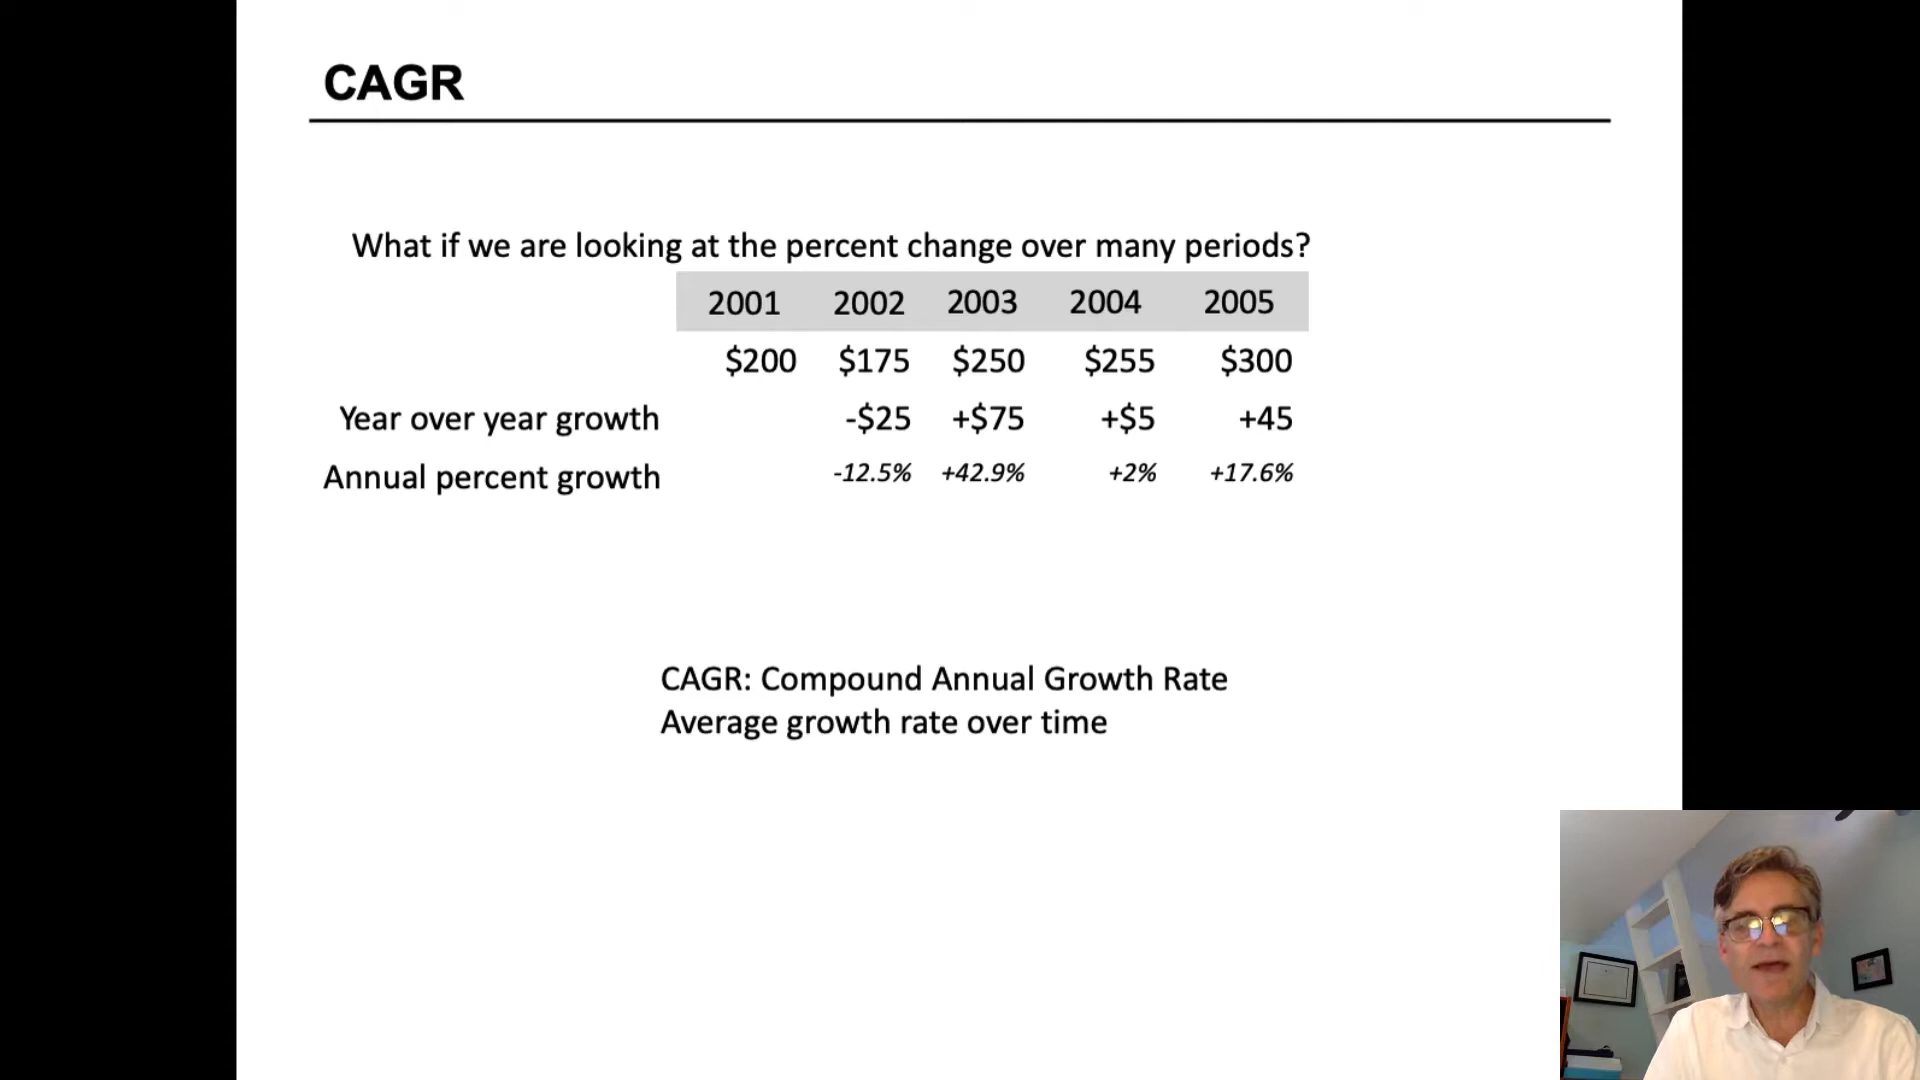 CAGR
What if we are looking at the percent change over many periods?
2001 2002 2003 2004 2005
$200 $175 $250 $255 $300
Year over year growth -$25 +$75 +$5 +45
Annual percent growth -12.5% +42.9% +2% +17.6%
CAGR: Compound Annual Growth Rate
Average growth rate over time